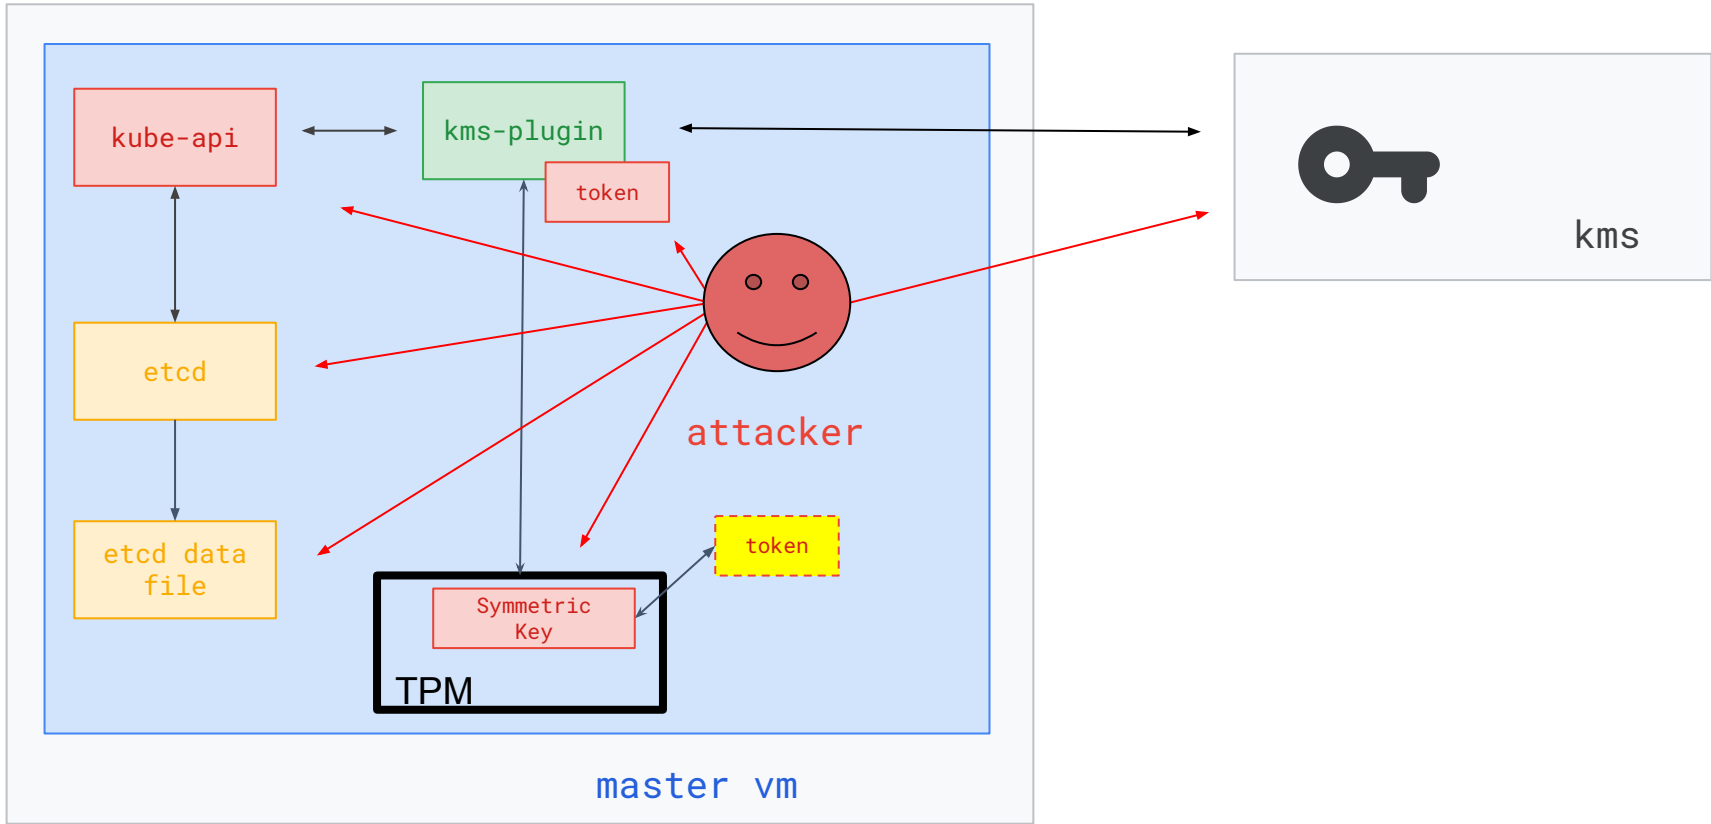 kube-api
kms-plugin
token
kms
etcd
attacker
etcd data
file
token
Symmetric
Key
TPM
master vm